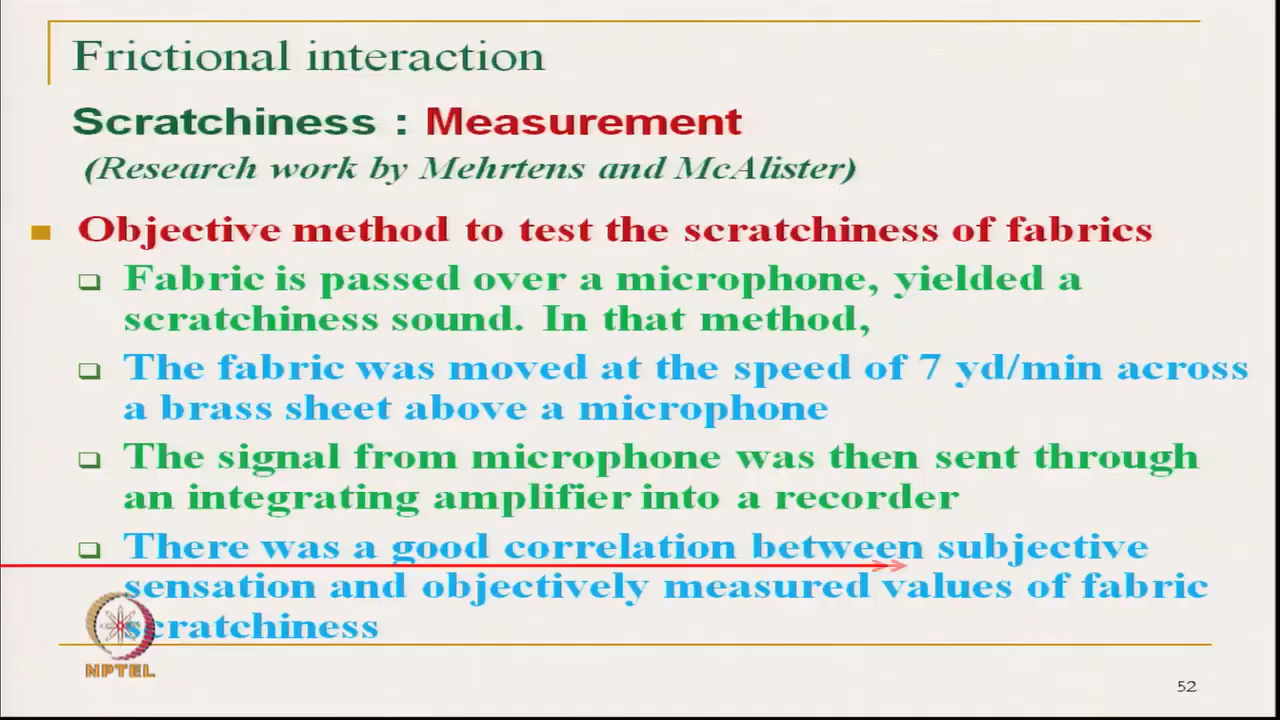 Frictional interaction
Scratchiness : Measurement
(Research work by Mehrtens and McAlister)
Objective method to test the scratchiness of fabrics
Fabric is passed over a microphone, yielded a
scratchiness sound. In that method,
The fabric was moved at the speed of 7 yd/min across
a brass sheet above a microphone
The signal from microphone was then sent through
an integrating amplifier into a recorder
There was a good correlation between subjective
sensation and objectively measured values of fabric
scratchiness
NPTEL
52